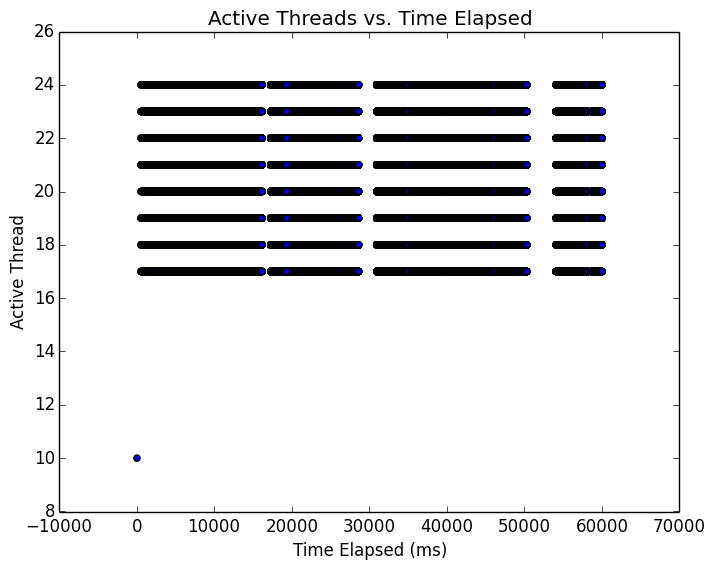 Active Threads vs. Time Elapsed
26
24
22
20
18
16
14
12
10
8
Active Thread
−10000 0 10000 20000 30000 40000 50000 60000 70000
Time Elapsed (ms)